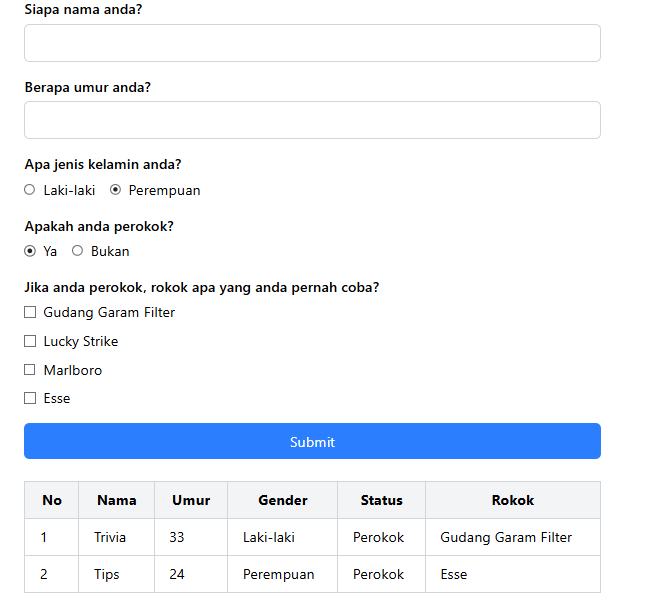 Siapa nama anda?
Berapa umur anda?
Apa jenis kelamin anda?
Laki-laki Perempuan
Apakah anda perokok?
Ya Bukan
Jika anda perokok, rokok apa yang anda pernah coba?
Gudang Garam Filter
Lucky Strike
Marlboro
Esse
Submit
No Nama Umur Gender Status Rokok
1 Trivia 33 Laki-laki Perokok Gudang Garam Filter
2 Tips 24 Perempuan Perokok Esse